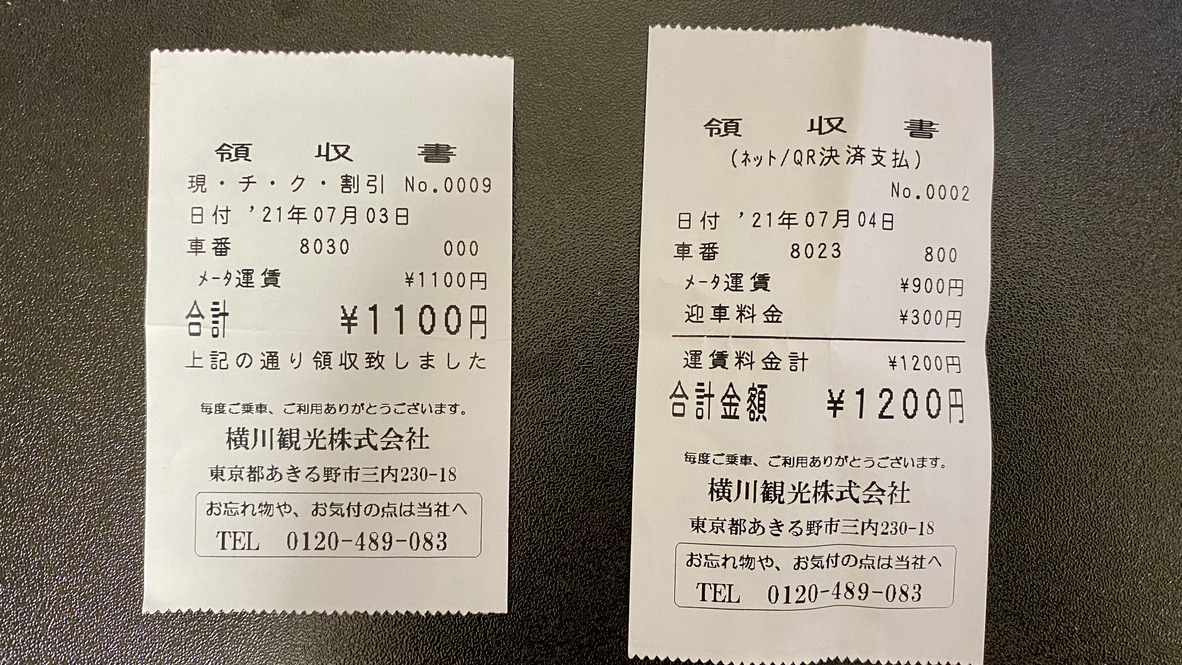 領収書
現・チ・ク・割引 No.0009
日付 '21年07月03日
車番 8030 000
ﾒｰﾀ運賃 ¥1100円
合計 ¥1100円
上記の通り領収致しました
毎度ご乗車、ご利用ありがとうございます。
横川観光株式会社
東京都あきる野市三内230-18
お忘れ物や、お気付の点は当社へ
TEL 0120-489-083
領収書
(ﾈｯﾄ/QR決済支払)
No.0002
日付 '21年07月04日
車番 8023 800
ﾒｰﾀ運賃 ¥900円
迎車料金 ¥300円
運賃料金計 ¥1200円
合計金額 ¥1200円
毎度ご乗車、ご利用ありがとうございます。
横川観光株式会社
東京都あきる野市三内230-18
お忘れ物や、お気付の点は当社へ
TEL 0120-489-083